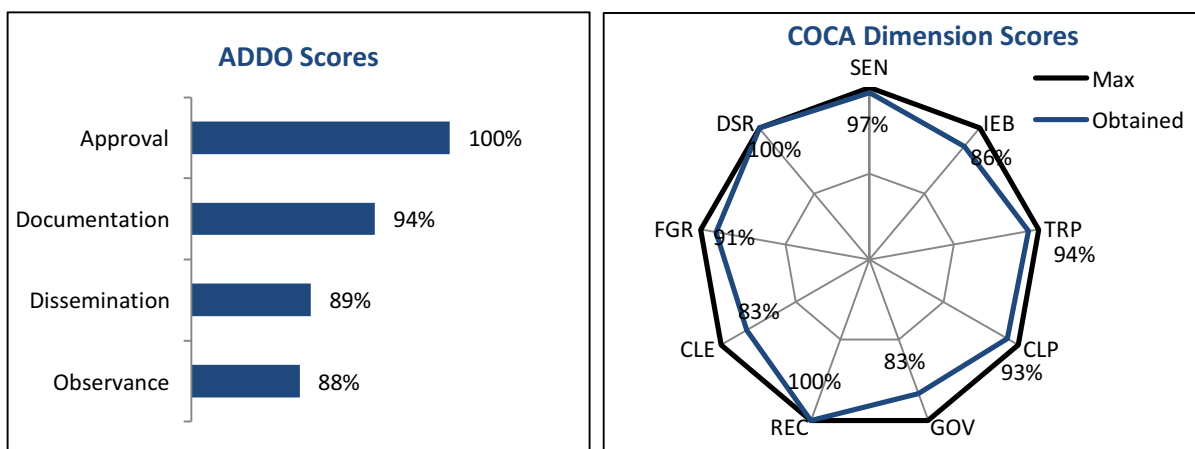 ADDO Scores
Approval 100%
Documentation 94%
Dissemination 89%
Observance 88%
COCA Dimension Scores
SEN
Max
Obtained
DSR
IEB
97%
100%
86%
FGR
TRP
91%
94%
83%
CLE
CLP
93%
83%
100%
REC
GOV